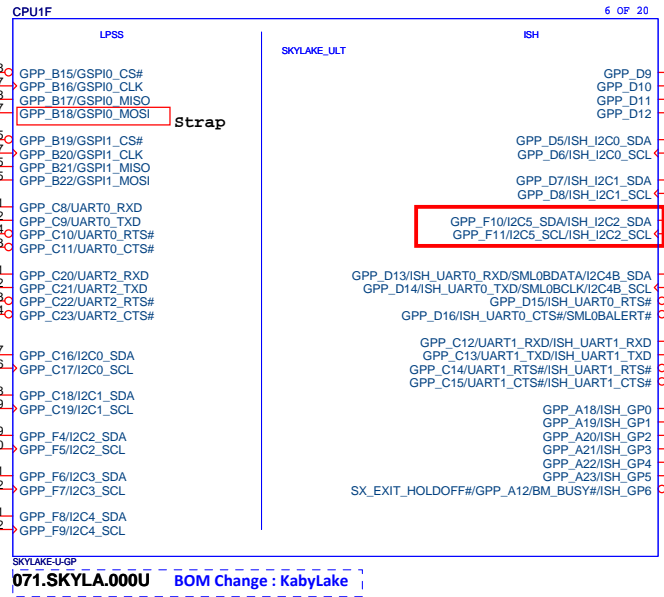 CPU1F
6 OF 20
LPSS
ISH
SKYLAKE_ULT
GPP_B15/GSPI0_CS#
GPP_B16/GSPI0_CLK
GPP_B17/GSPI0_MISO
GPP_B18/GSPI0_MOSI
Strap
GPP_B19/GSPI1_CS#
GPP_B20/GSPI1_CLK
GPP_B21/GSPI1_MISO
GPP_B22/GSPI1_MOSI
GPP_C8/UART0_RXD
GPP_C9/UART0_TXD
GPP_C10/UART0_RTS#
GPP_C11/UART0_CTS#
GPP_C20/UART2_RXD
GPP_C21/UART2_TXD
GPP_C22/UART2_RTS#
GPP_C23/UART2_CTS#
GPP_C16/I2C0_SDA
GPP_C17/I2C0_SCL
GPP_C18/I2C1_SDA
GPP_C19/I2C1_SCL
GPP_F4/I2C2_SDA
GPP_F5/I2C2_SCL
GPP_F6/I2C3_SDA
GPP_F7/I2C3_SCL
GPP_F8/I2C4_SDA
GPP_F9/I2C4_SCL
GPP_D9
GPP_D10
GPP_D11
GPP_D12
GPP_D5/ISH_I2C0_SDA
GPP_D6/ISH_I2C0_SCL
GPP_D7/ISH_I2C1_SDA
GPP_D8/ISH_I2C1_SCL
GPP_F10/I2C5_SDA/ISH_I2C2_SDA
GPP_F11/I2C5_SCL/ISH_I2C2_SCL
GPP_D13/ISH_UART0_RXD/SML0BDATA/I2C4B_SDA
GPP_D14/ISH_UART0_TXD/SML0BCLK/I2C4B_SCL
GPP_D15/ISH_UART0_RTS#
GPP_D16/ISH_UART0_CTS#/SML0BALERT#
GPP_C12/UART1_RXD/ISH_UART1_RXD
GPP_C13/UART1_TXD/ISH_UART1_TXD
GPP_C14/UART1_RTS#/ISH_UART1_RTS#
GPP_C15/UART1_CTS#/ISH_UART1_CTS#
GPP_A18/ISH_GP0
GPP_A19/ISH_GP1
GPP_A20/ISH_GP2
GPP_A21/ISH_GP3
GPP_A22/ISH_GP4
GPP_A23/ISH_GP5
SX_EXIT_HOLDOFF#/GPP_A12/BM_BUSY#/ISH_GP6
SKYLAKE-U-GP
071.SKYLA.000U
BOM Change : KabyLake